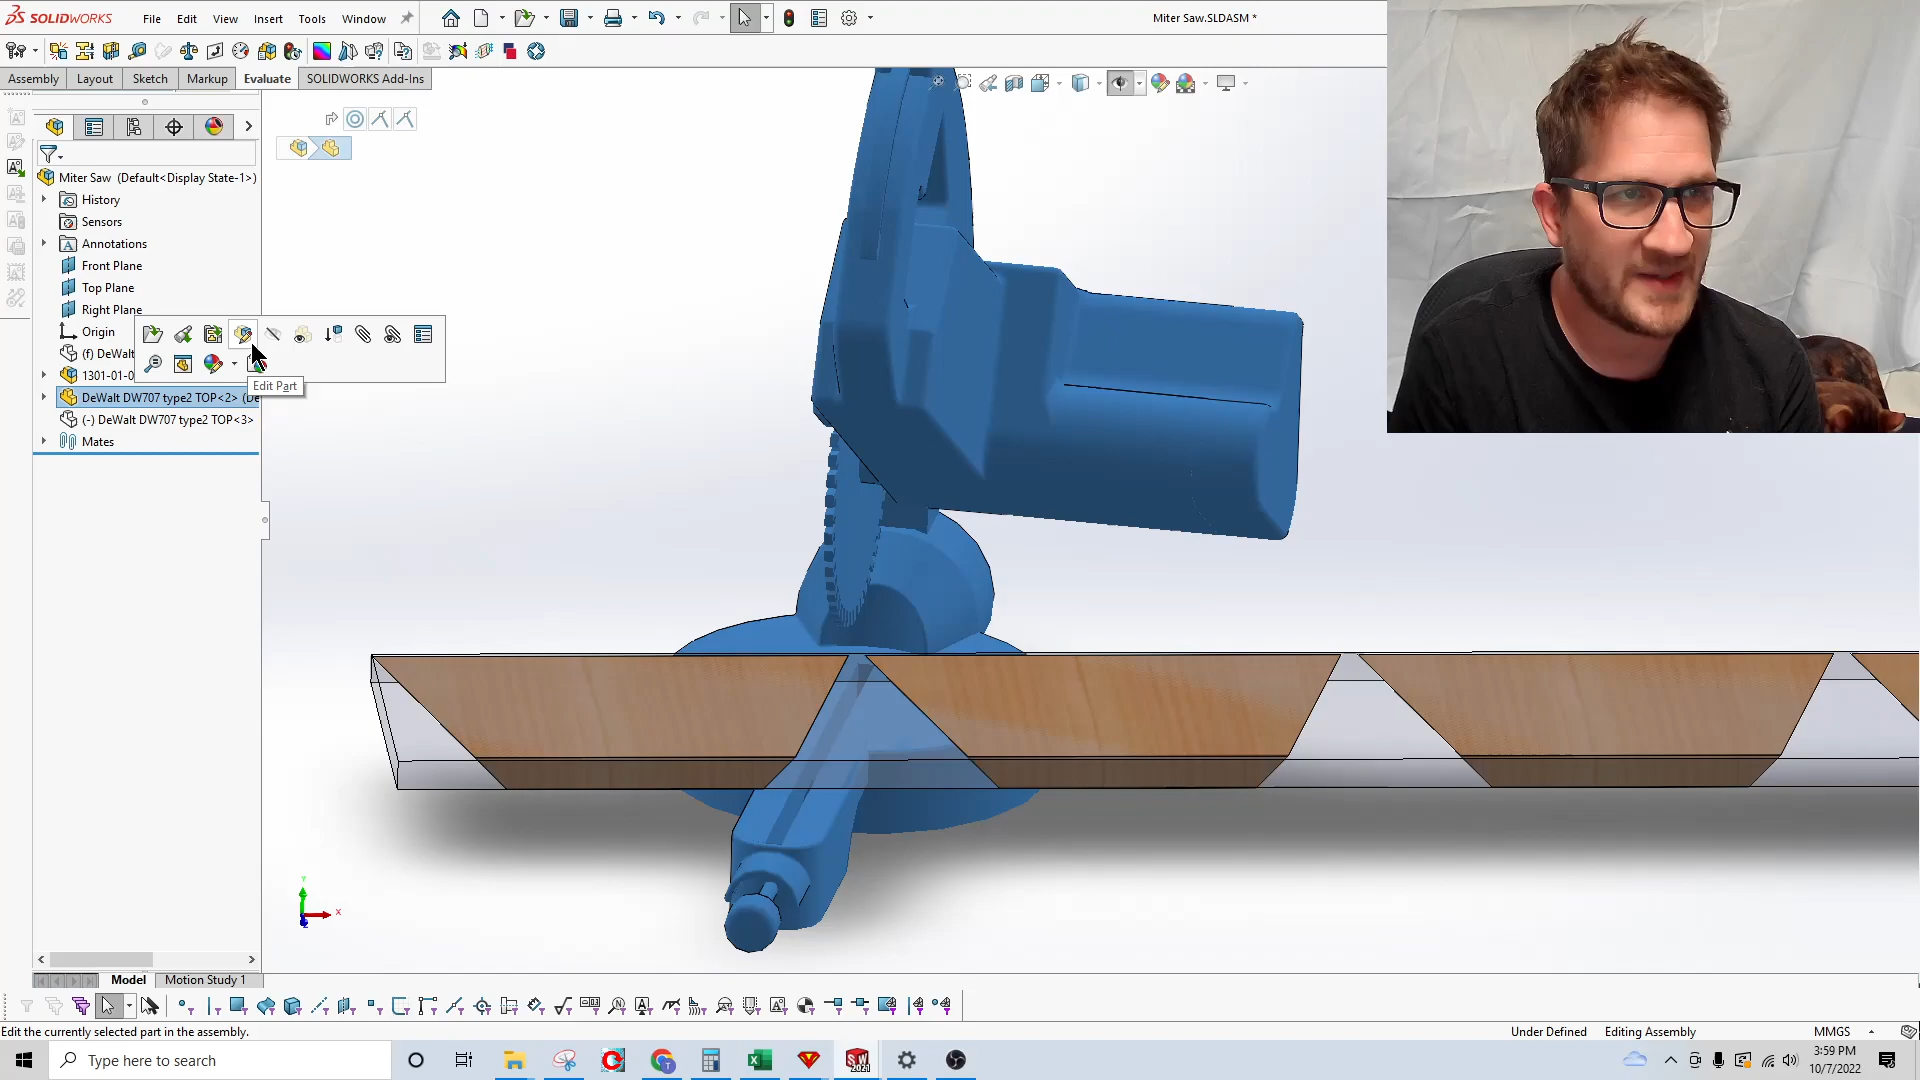 SOLIDWORKS
File
Edit
View
Insert
Tools
Window
Miter Saw.SLDASM *
Assembly
Layout
Sketch
Markup
Evaluate
SOLIDWORKS Add-Ins
Miter Saw (Default<Display State-1>)
History
Sensors
Annotations
Front Plane
Top Plane
Right Plane
Origin
(f) DeWalt
1301-01-0
Edit Part
DeWalt DW707 type2 TOP<2> (De
(-) DeWalt DW707 type2 TOP<3>
Mates
Y
X
Model
Motion Study 1
Edit the currently selected part in the assembly.
Under Defined
Editing Assembly
MMGS
Type here to search
SW
2021
3:59 PM
10/7/2022